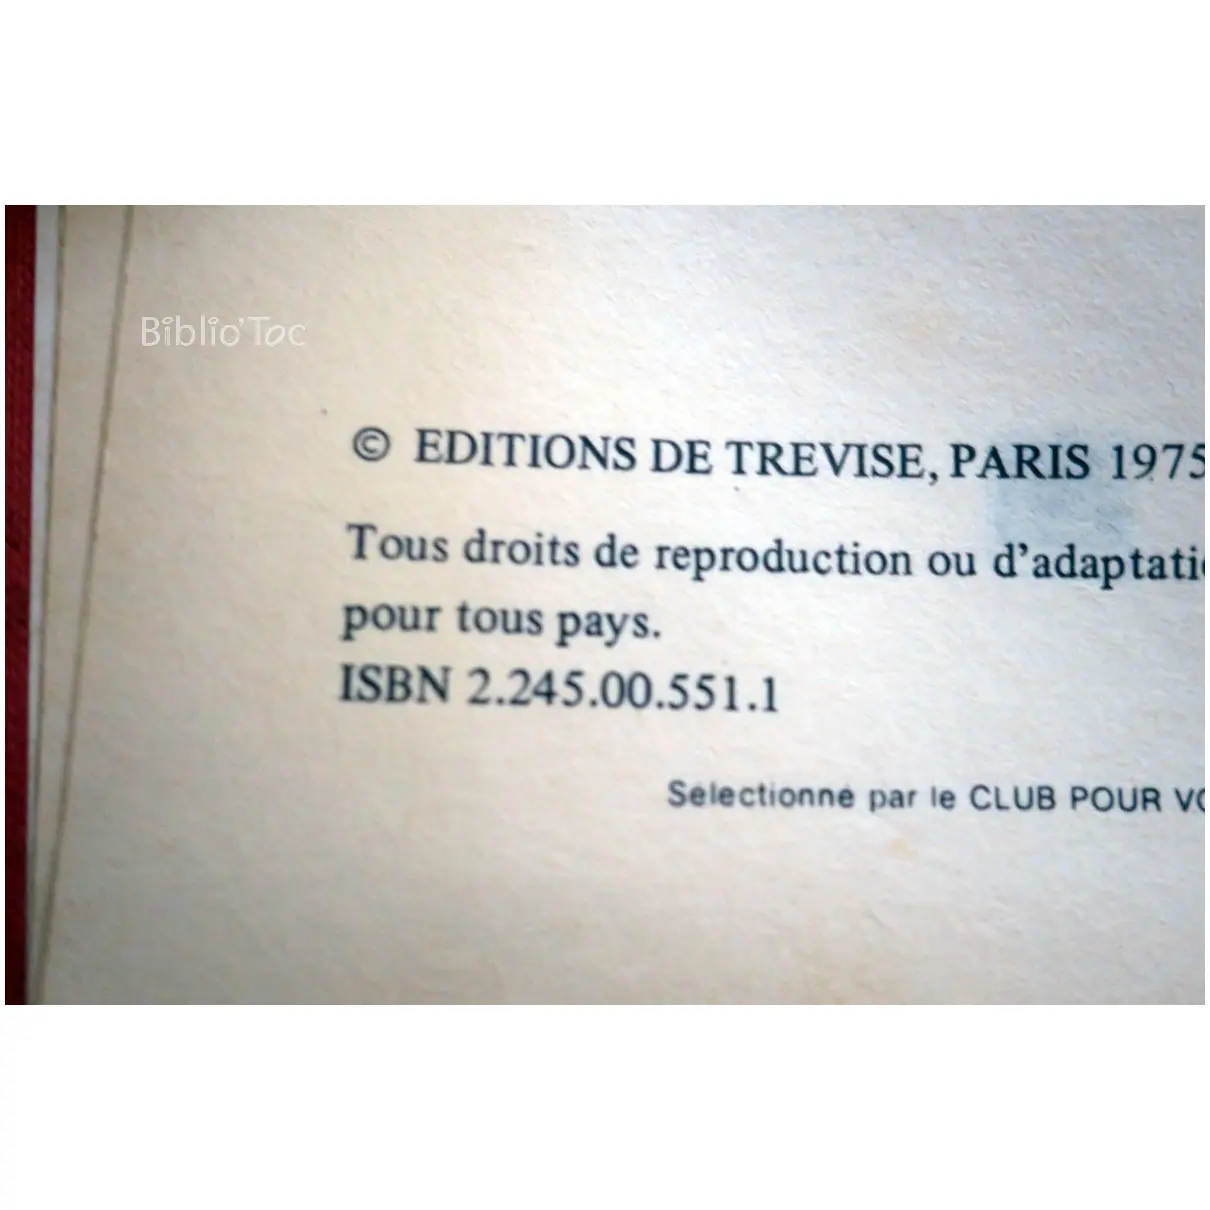 Biblio'Toc
© EDITIONS DE TREVISE, PARIS 1975
Tous droits de reproduction ou d'adaptati
pour tous pays.
ISBN 2.245.00.551.1
Sélectionné par le CLUB POUR VO